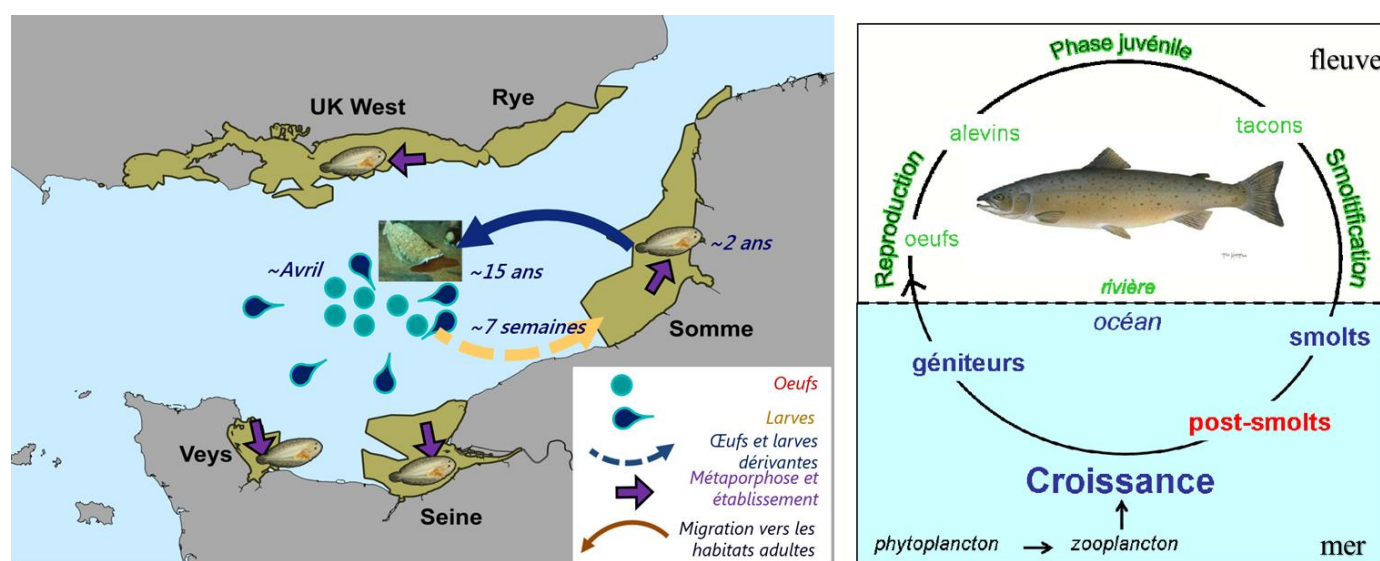 UK West
Rye
~2 ans
~Avril
~15 ans
~7 semaines
Somme
Veys
Seine
Oeufs
Larves
Œufs et larves
dérivantes
Métaporphose et
établissement
Migration vers les
habitats adultes
Phase juvénile
fleuve
alevins
tacons
Reproduction
Smoltification
oeufs
rivière
océan
smolts
géniteurs
post-smolts
Croissance
phytoplancton
zooplancton
mer